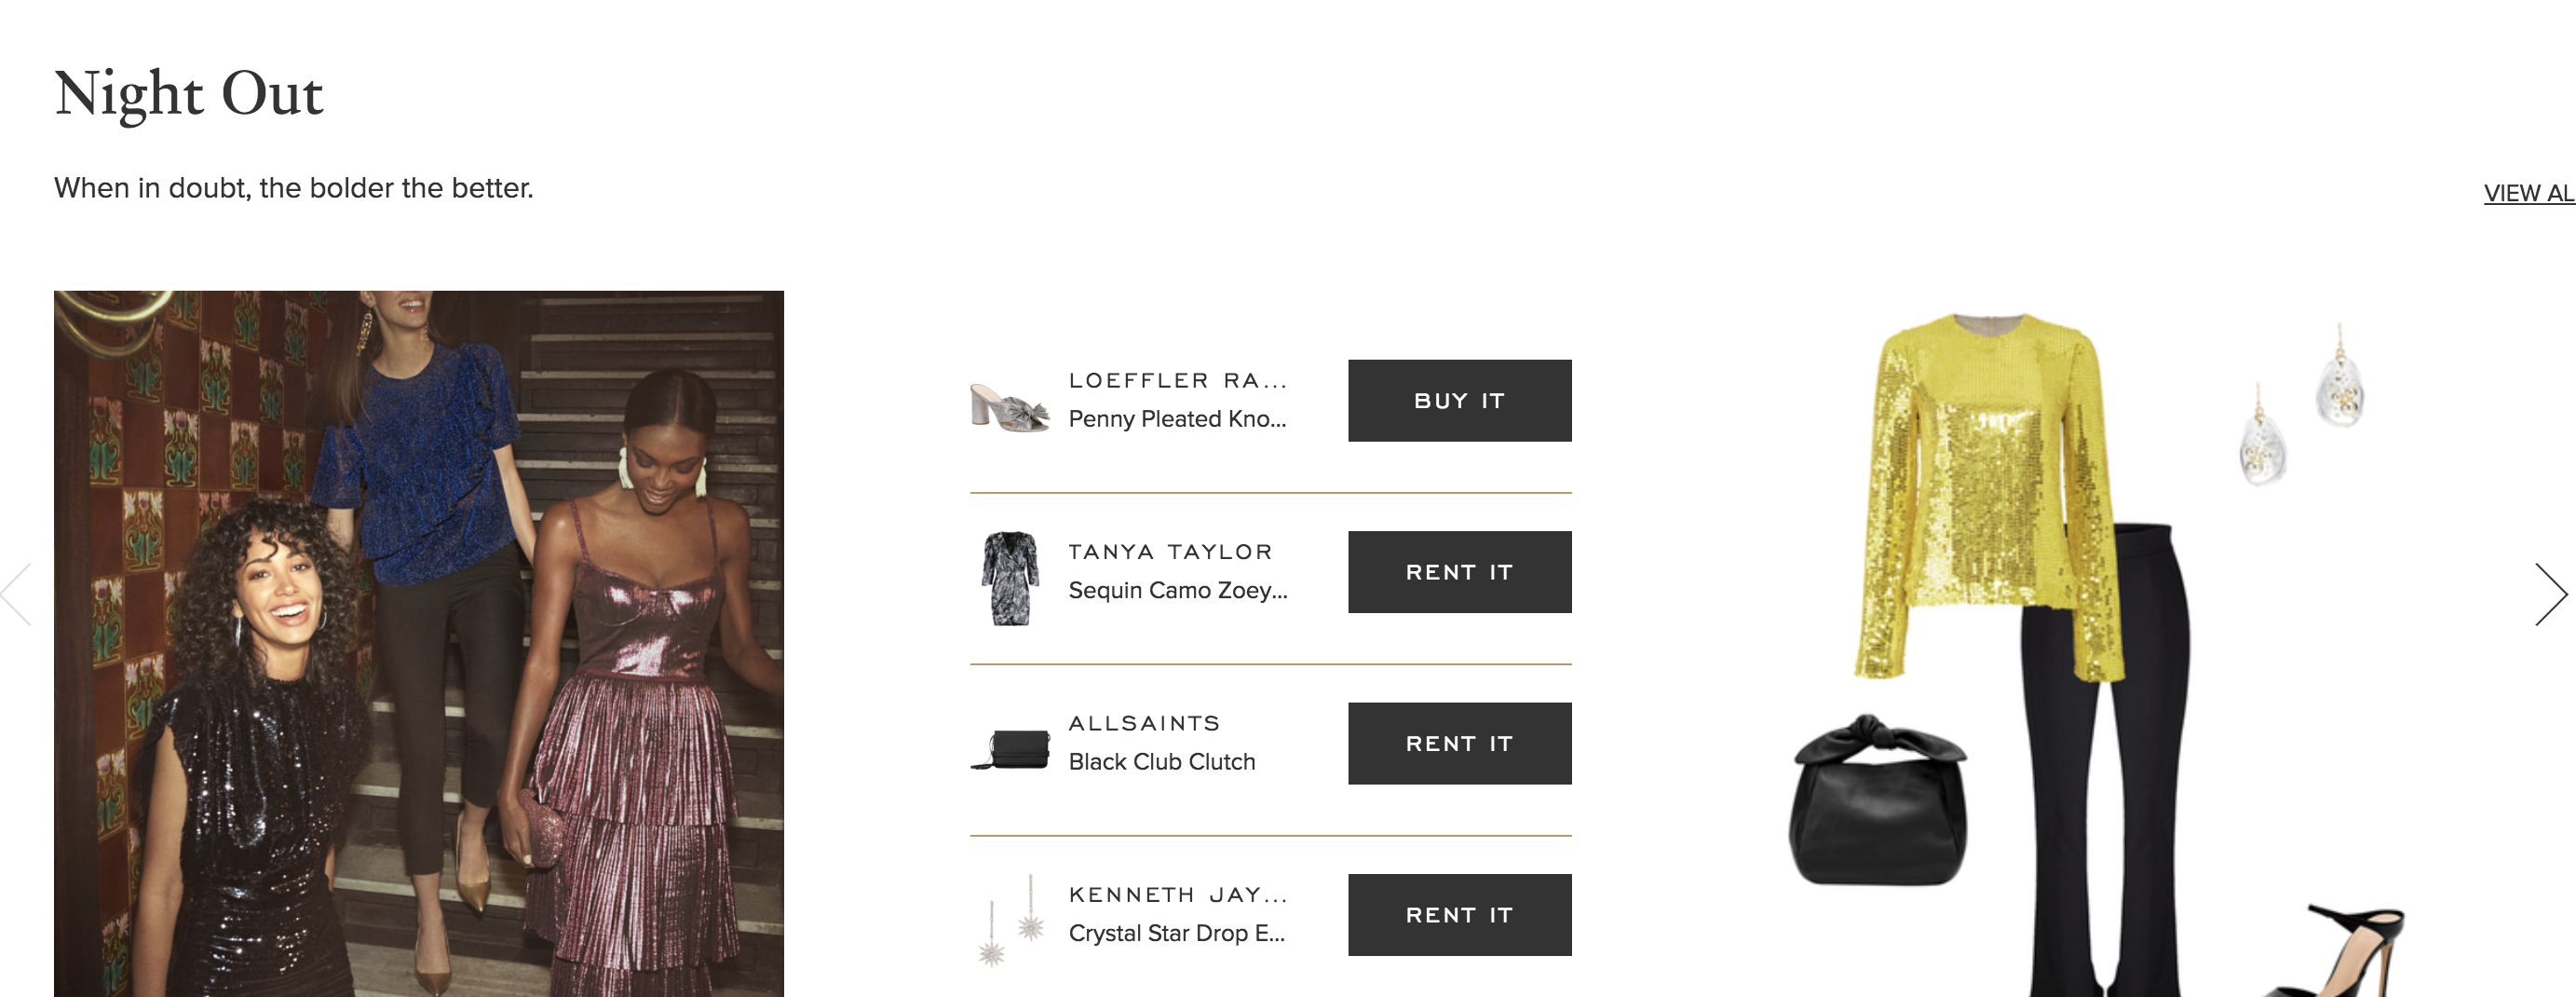 Night Out
When in doubt, the bolder the better.
VIEW AL
LOEFFLER RA...
Penny Pleated Kno...
BUY IT
TANYA TAYLOR
Sequin Camo Zoey...
RENT IT
ALLSAINTS
Black Club Clutch
RENT IT
KENNETH JAY...
Crystal Star Drop E...
RENT IT